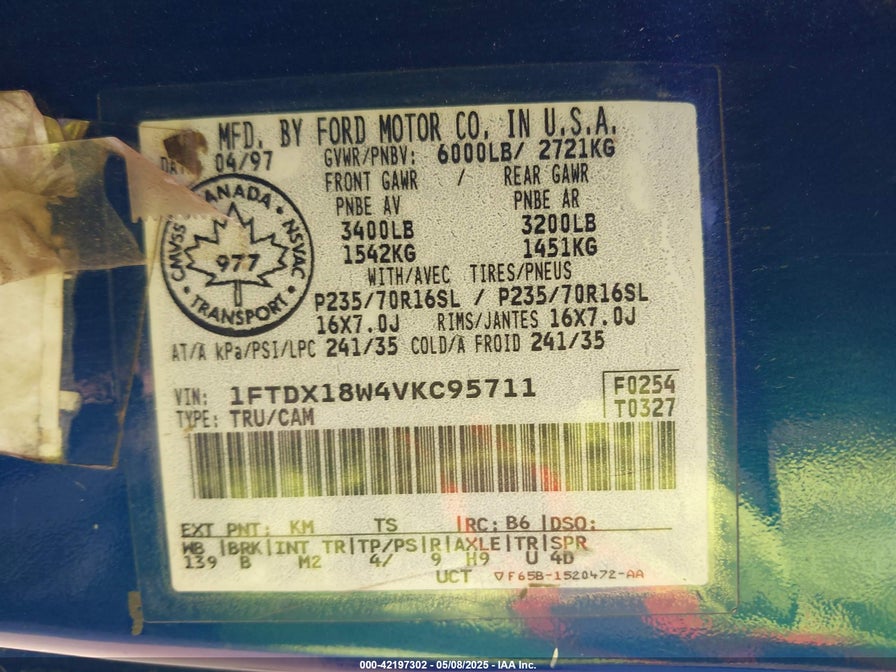 MFD. BY FORD MOTOR CO. IN U.S.A.
04/97 GVWR/PNBV: 6000LB/ 2721KG
FRONT GAWR / REAR GAWR
PNBE AV PNBE AR
3400LB 3200LB
1542KG 1451KG
WITH/AVEC TIRES/PNEUS
P235/70R16SL / P235/70R16SL
16X7.0J RIMS/JANTES 16X7.0J
AT/A kPa/PSI/LPC 241/35 COLD/A FROID 241/35
CANADA
CMVSS 977 NSVAC
TRANSPORT
VIN: 1FTDX18W4VKC95711 F0254
TYPE: TRU/CAM T0327
EXT PNT: KM TS |RC: B6 |DSO:
WB |BRK|INT TR|TP/PS|R|AXLE|TR|SPR
139 B M2 4/ 9 H9 U 4D
UCT F65B-1520472-AA
000-42197302 - 05/08/2025 - IAA Inc.